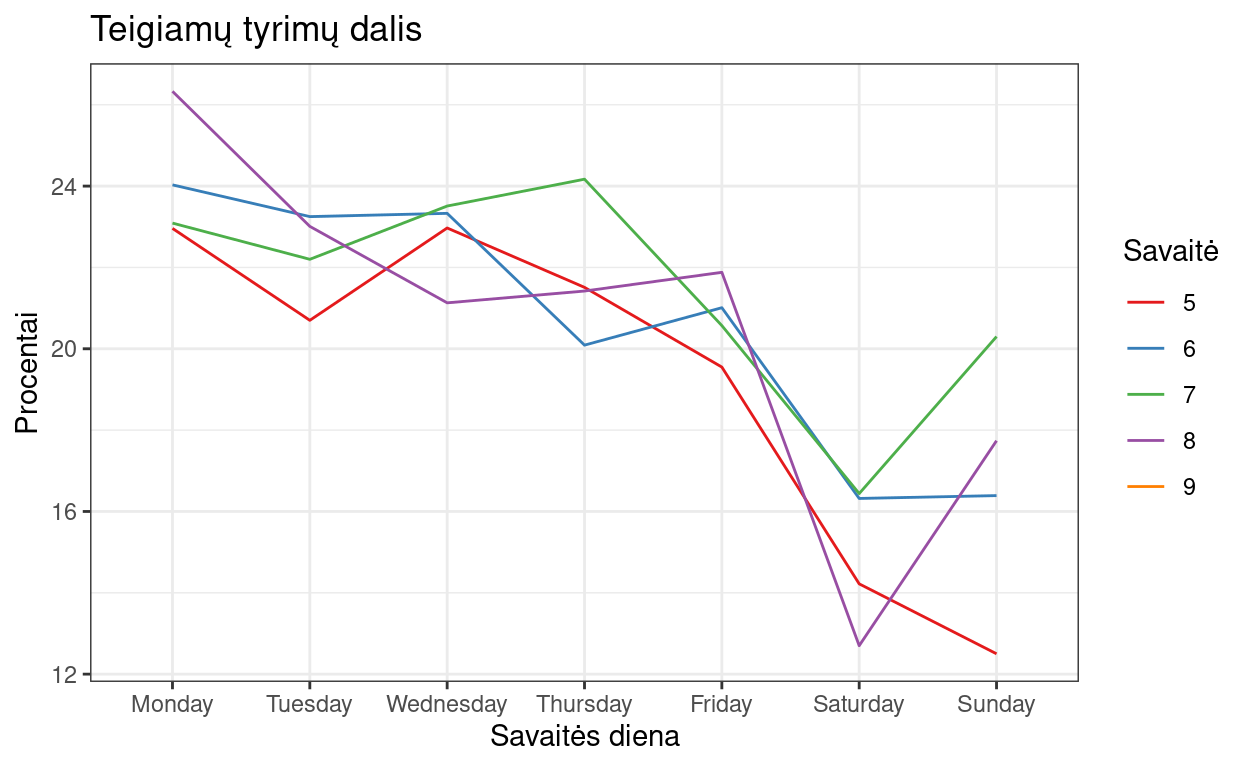 Teigiamų tyrimų dalis
Procentai
24
20
16
12
Monday Tuesday Wednesday Thursday Friday Saturday Sunday
Savaitės diena
Savaitė
5
6
7
8
9